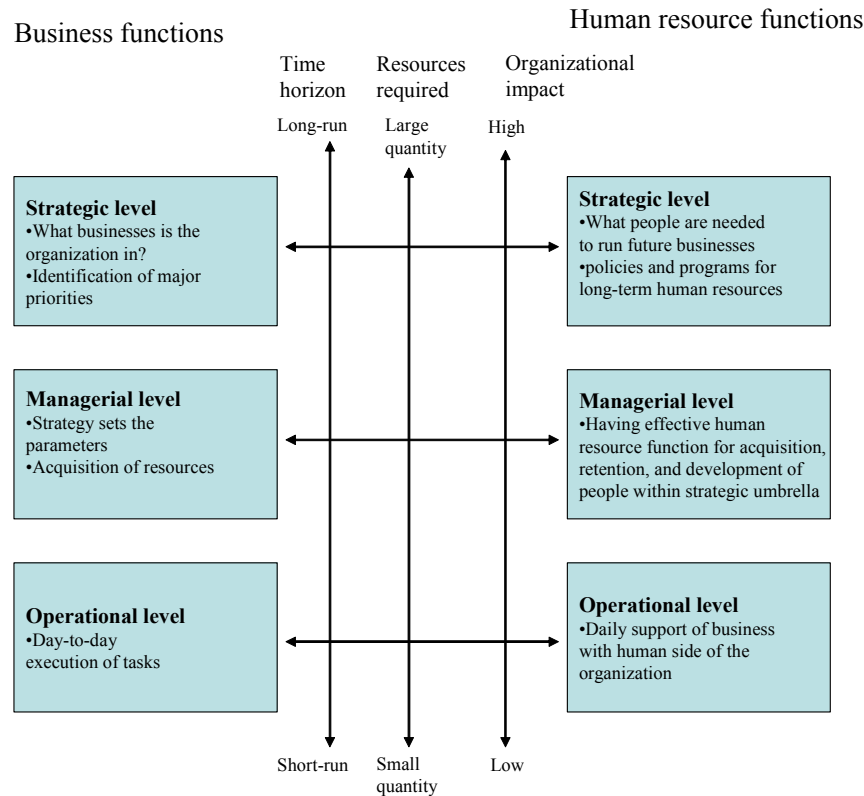 Business functions
Human resource functions
Time
horizon
Resources
required
Organizational
impact
Long-run
Large
quantity
High
Strategic level
•What businesses is the
organization in?
•Identification of major
priorities
Strategic level
•What people are needed
to run future businesses
•policies and programs for
long-term human resources
Managerial level
•Strategy sets the
parameters
•Acquisition of resources
Managerial level
•Having effective human
resource function for acquisition,
retention, and development of
people within strategic umbrella
Operational level
•Day-to-day
execution of tasks
Operational level
•Daily support of business
with human side of the
organization
Short-run
Small
quantity
Low